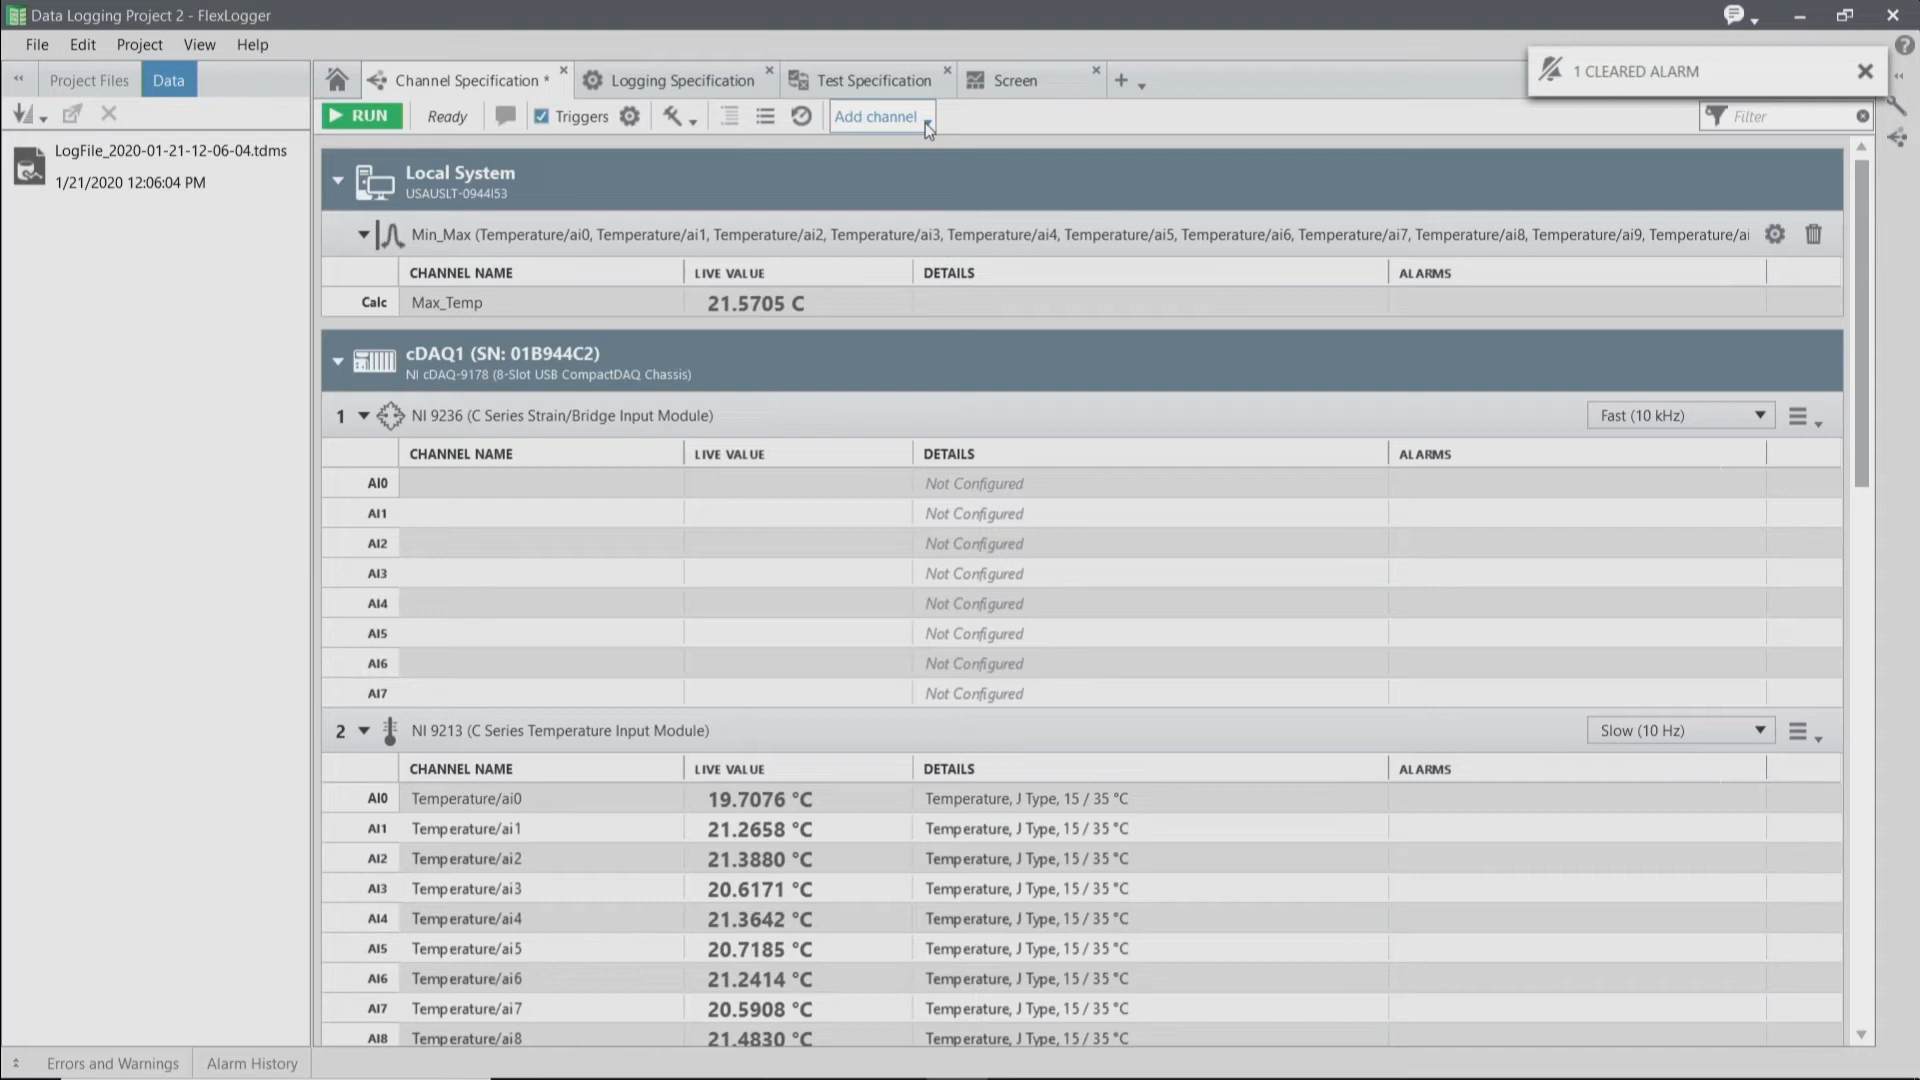 Data Logging Project 2 - FlexLogger
File Edit Project View Help
Project Files Data
Channel Specification * Logging Specification Test Specification Screen
1 CLEARED ALARM
RUN Ready Triggers Add channel Filter
LogFile_2020-01-21-12-06-04.tdms
1/21/2020 12:06:04 PM
Local System
USAUSLT-0944I53
Min_Max (Temperature/ai0, Temperature/ai1, Temperature/ai2, Temperature/ai3, Temperature/ai4, Temperature/ai5, Temperature/ai6, Temperature/ai7, Temperature/ai8, Temperature/ai9, Temperature/ai
CHANNEL NAME LIVE VALUE DETAILS ALARMS
Calc Max_Temp 21.5705 C
cDAQ1 (SN: 01B944C2)
NI cDAQ-9178 (8-Slot USB CompactDAQ Chassis)
1 NI 9236 (C Series Strain/Bridge Input Module) Fast (10 kHz)
CHANNEL NAME LIVE VALUE DETAILS ALARMS
AI0 Not Configured
AI1 Not Configured
AI2 Not Configured
AI3 Not Configured
AI4 Not Configured
AI5 Not Configured
AI6 Not Configured
AI7 Not Configured
2 NI 9213 (C Series Temperature Input Module) Slow (10 Hz)
CHANNEL NAME LIVE VALUE DETAILS ALARMS
AI0 Temperature/ai0 19.7076 °C Temperature, J Type, 15 / 35 °C
AI1 Temperature/ai1 21.2658 °C Temperature, J Type, 15 / 35 °C
AI2 Temperature/ai2 21.3880 °C Temperature, J Type, 15 / 35 °C
AI3 Temperature/ai3 20.6171 °C Temperature, J Type, 15 / 35 °C
AI4 Temperature/ai4 21.3642 °C Temperature, J Type, 15 / 35 °C
AI5 Temperature/ai5 20.7185 °C Temperature, J Type, 15 / 35 °C
AI6 Temperature/ai6 21.2414 °C Temperature, J Type, 15 / 35 °C
AI7 Temperature/ai7 20.5908 °C Temperature, J Type, 15 / 35 °C
AI8 Temperature/ai8 21.4830 °C Temperature, J Type, 15 / 35 °C
Errors and Warnings Alarm History